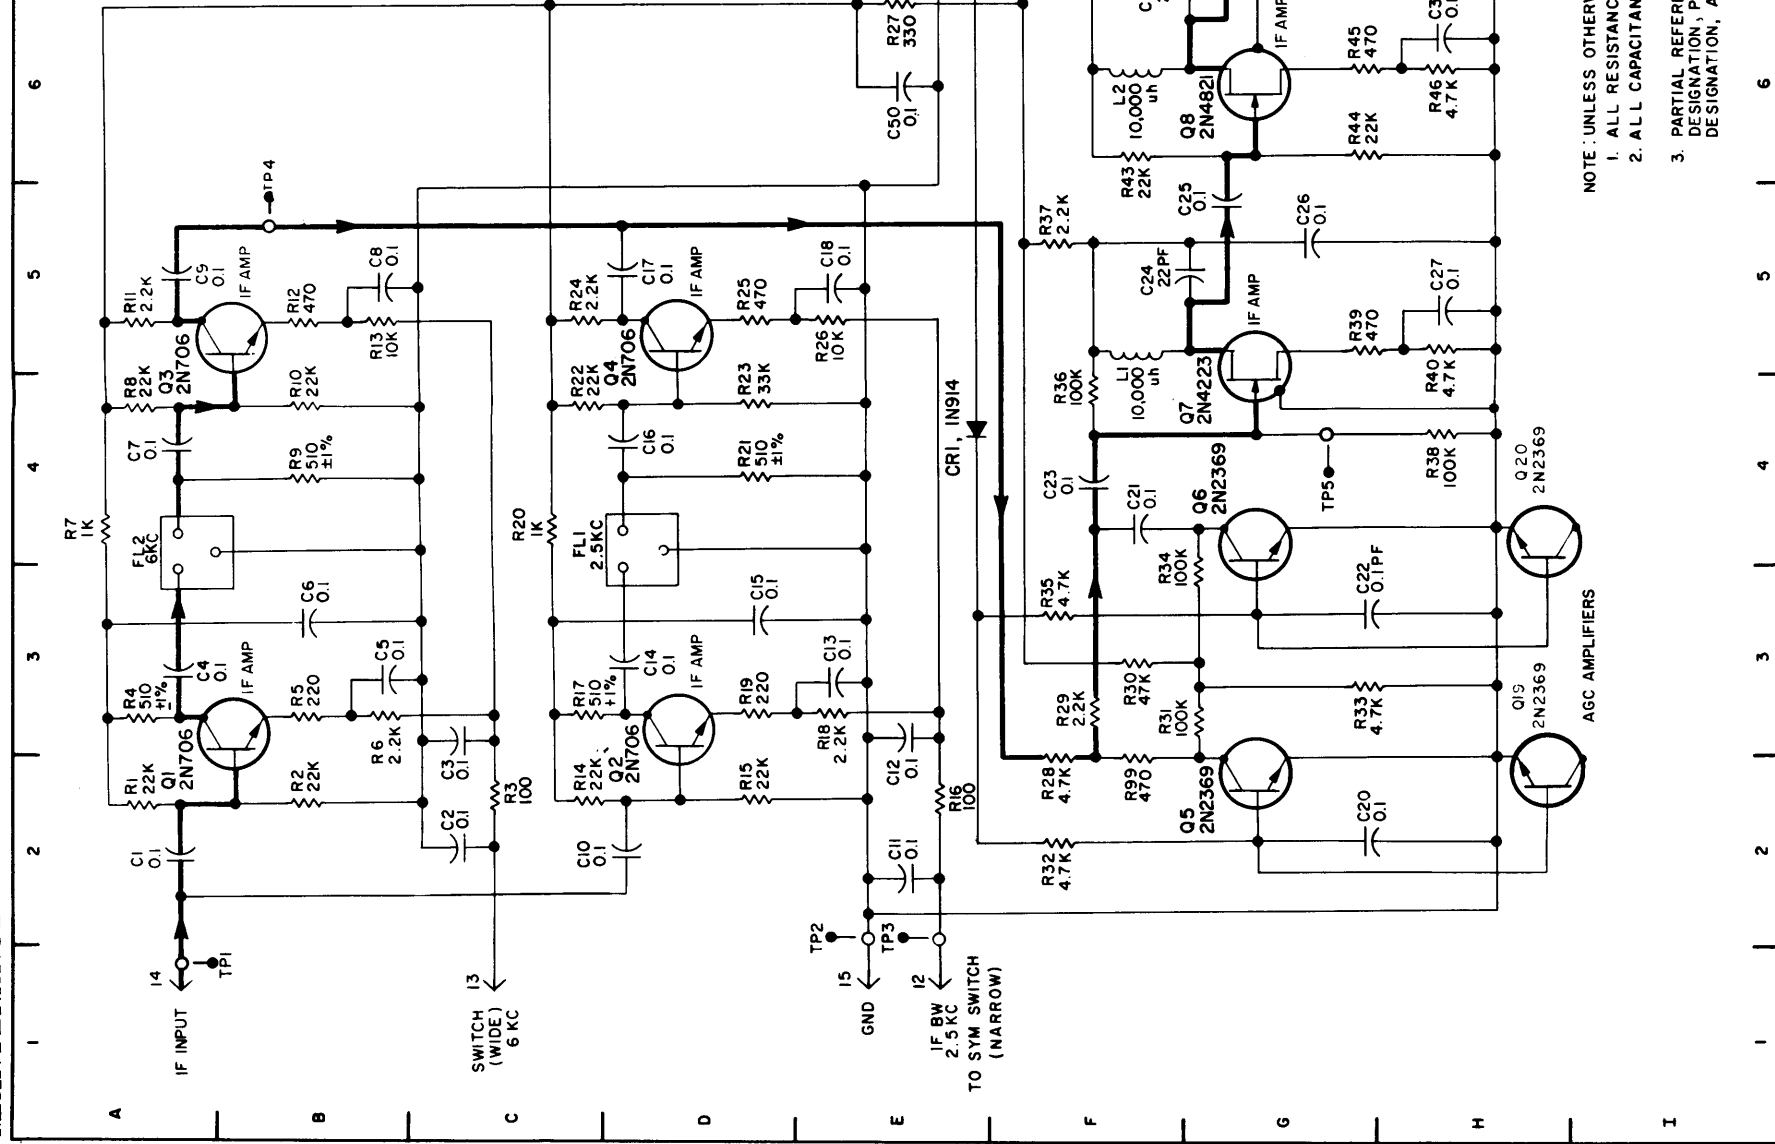 A
B
C
D
E
F
G
H
I
1
2
3
4
5
6
1
2
3
4
5
6
IF INPUT
14
TP1
C1
0.1
R1
22K
Q1
2N706
R2
22K
R4
510
±1%
C4
0.1
IF AMP
R5
220
R6
2.2K
C5
0.1
C6
0.1
C3
0.1
C2
0.1
R3
100
SWITCH
(WIDE)
6 KC
13
R7
1K
FL2
6KC
C7
0.1
R9
510
±1%
R8
22K
Q3
2N706
R10
22K
R11
2.2K
C9
0.1
IF AMP
R12
470
R13
10K
C8
0.1
TP4
C10
0.1
R14
22K
Q2
2N706
R15
22K
R17
510
±1%
C14
0.1
IF AMP
R19
220
R18
2.2K
C13
0.1
C15
0.1
C12
0.1
C11
0.1
R16
100
TP2
TP3
15
GND
12
IF BW
2.5 KC
TO SYM SWITCH
(NARROW)
R20
1K
FL1
2.5KC
C16
0.1
R21
510
±1%
R22
22K
Q4
2N706
R23
33K
R24
2.2K
C17
0.1
IF AMP
R25
470
R26
10K
C18
0.1
R27
330
C50
0.1
CR1, 1N914
R32
4.7K
R28
4.7K
R99
470
R29
2.2K
R30
47K
R31
100K
Q5
2N2369
C20
0.1
R33
4.7K
Q19
2N2369
AGC AMPLIFIERS
R35
4.7K
R34
100K
C21
0.1
C23
0.1
Q6
2N2369
C22
0.1PF
Q20
2N2369
TP5
R38
100K
R36
100K
L1
10,000
uh
Q7
2N4223
IF AMP
R39
470
R40
4.7K
C27
0.1
R37
2.2K
C24
22PF
C26
0.1
C25
0.1
R43
22K
R44
22K
L2
10,000
uh
Q8
2N4821
IF AMP
R45
470
R46
4.7K
NOTE: UNLESS OTHERW
1. ALL RESISTANC
2. ALL CAPACITAN
3. PARTIAL REFERE
DESIGNATION, P
DESIGNATION, A